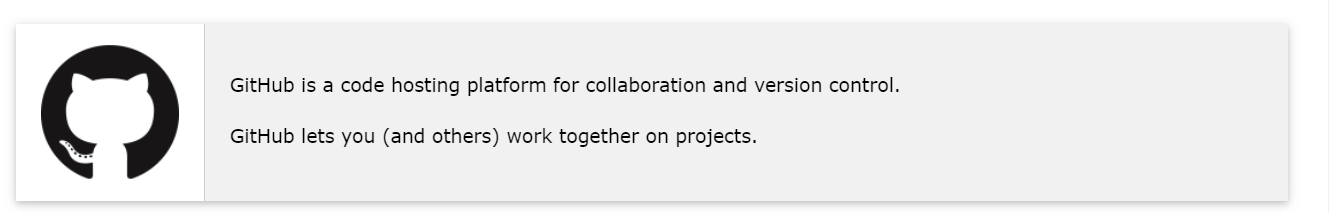 GitHub is a code hosting platform for collaboration and version control.
GitHub lets you (and others) work together on projects.